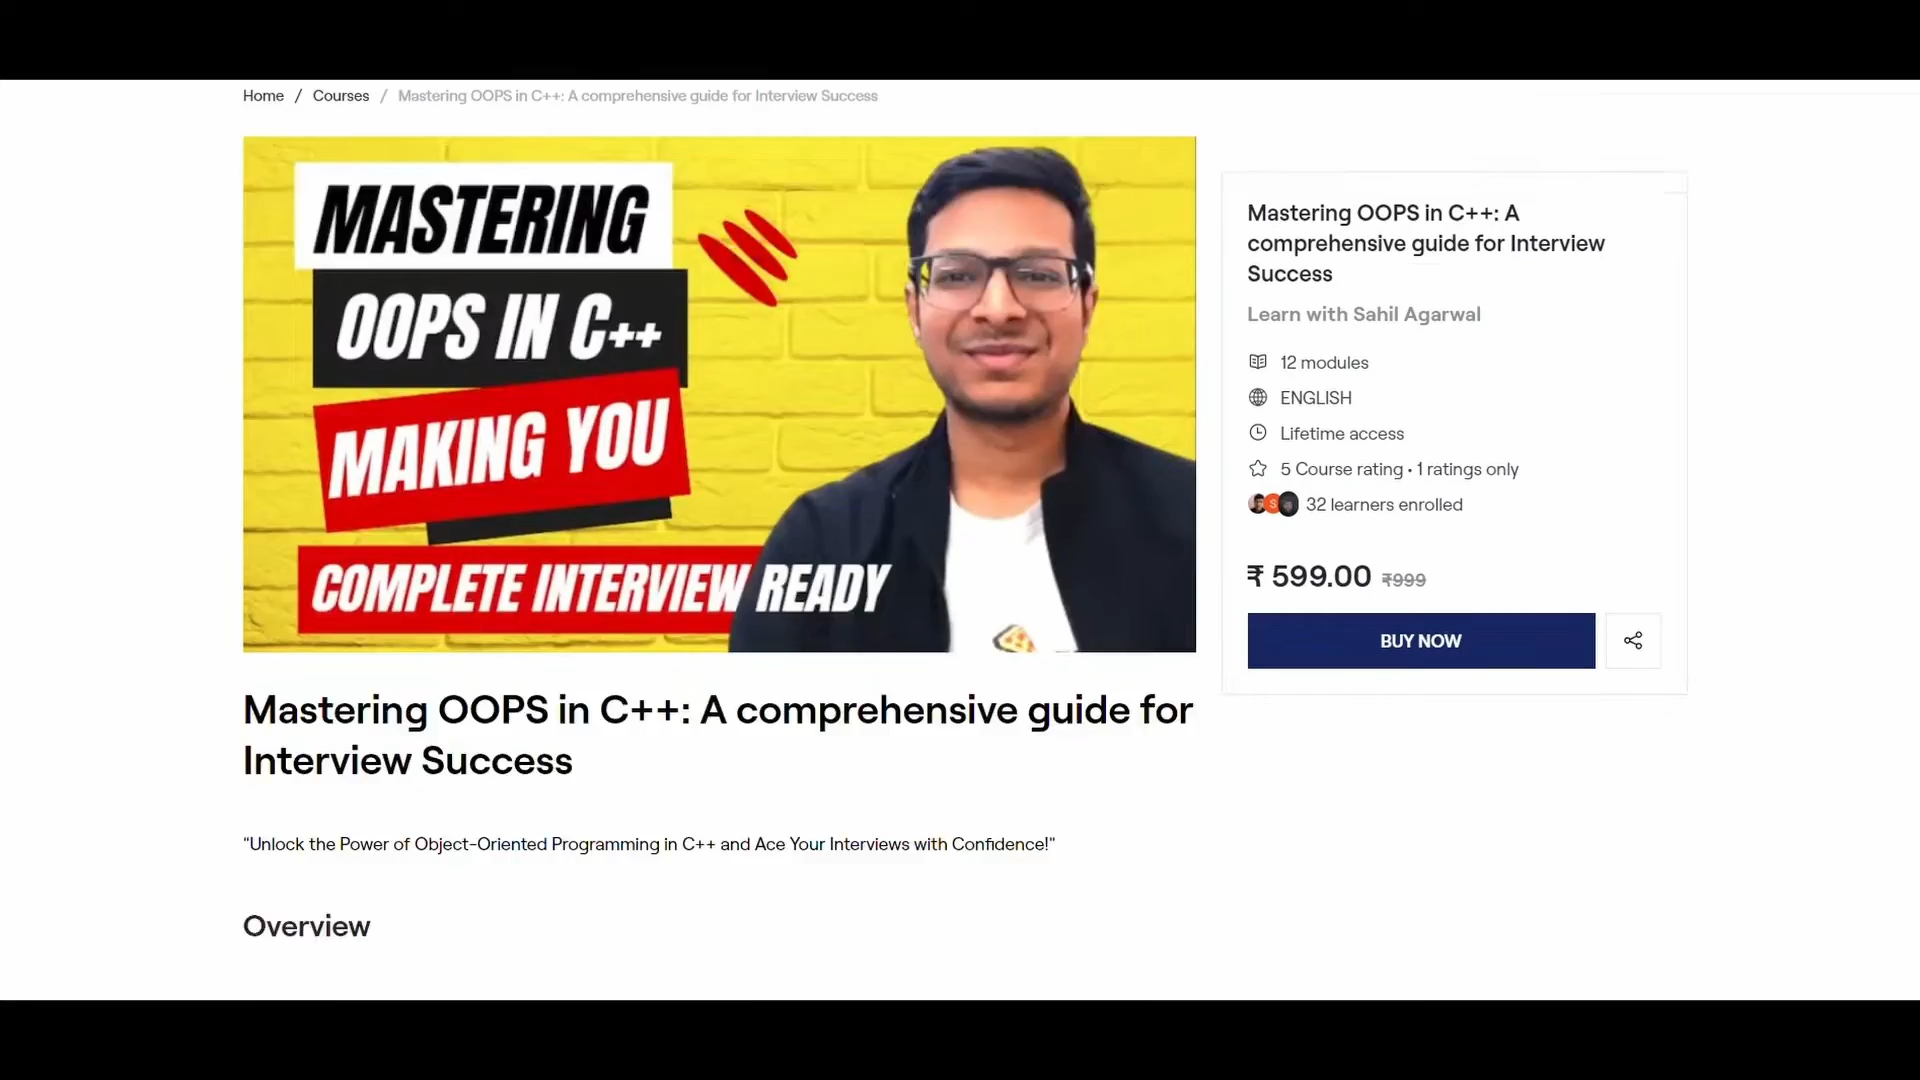 Home / Courses / Mastering OOPS in C++: A comprehensive guide for Interview Success
MASTERING
OOPS IN C++
MAKING YOU
COMPLETE INTERVIEW READY
Mastering OOPS in C++: A comprehensive guide for
Interview Success
"Unlock the Power of Object-Oriented Programming in C++ and Ace Your Interviews with Confidence!"
Overview
Mastering OOPS in C++: A
comprehensive guide for Interview
Success
Learn with Sahil Agarwal
12 modules
ENGLISH
Lifetime access
5 Course rating • 1 ratings only
S 32 learners enrolled
₹ 599.00 ₹999
BUY NOW